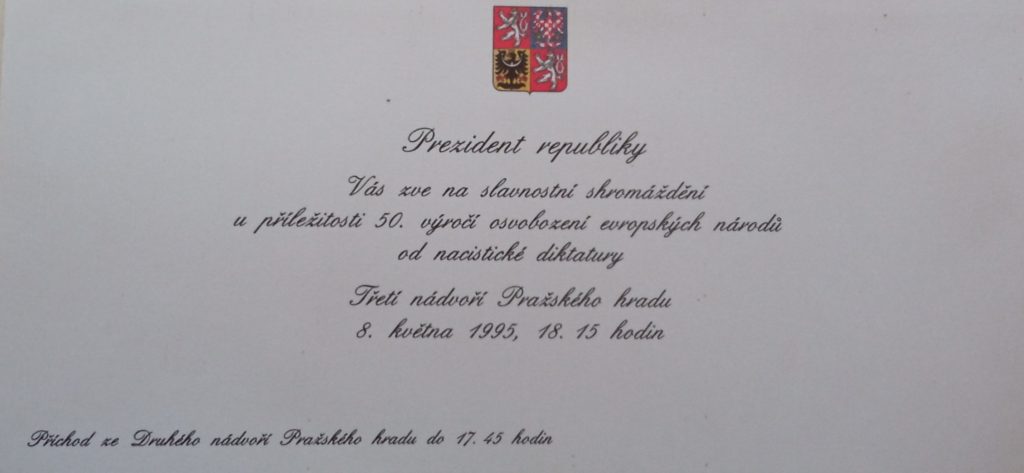 Prezident republiky
Vás zve na slavnostní shromáždění
u příležitosti 50. výročí osvobození evropských národů
od nacistické diktatury
Třetí nádvoří Pražského hradu
8. května 1995, 18. 15 hodin
Příchod ze Druhého nádvoří Pražského hradu do 17. 45 hodin